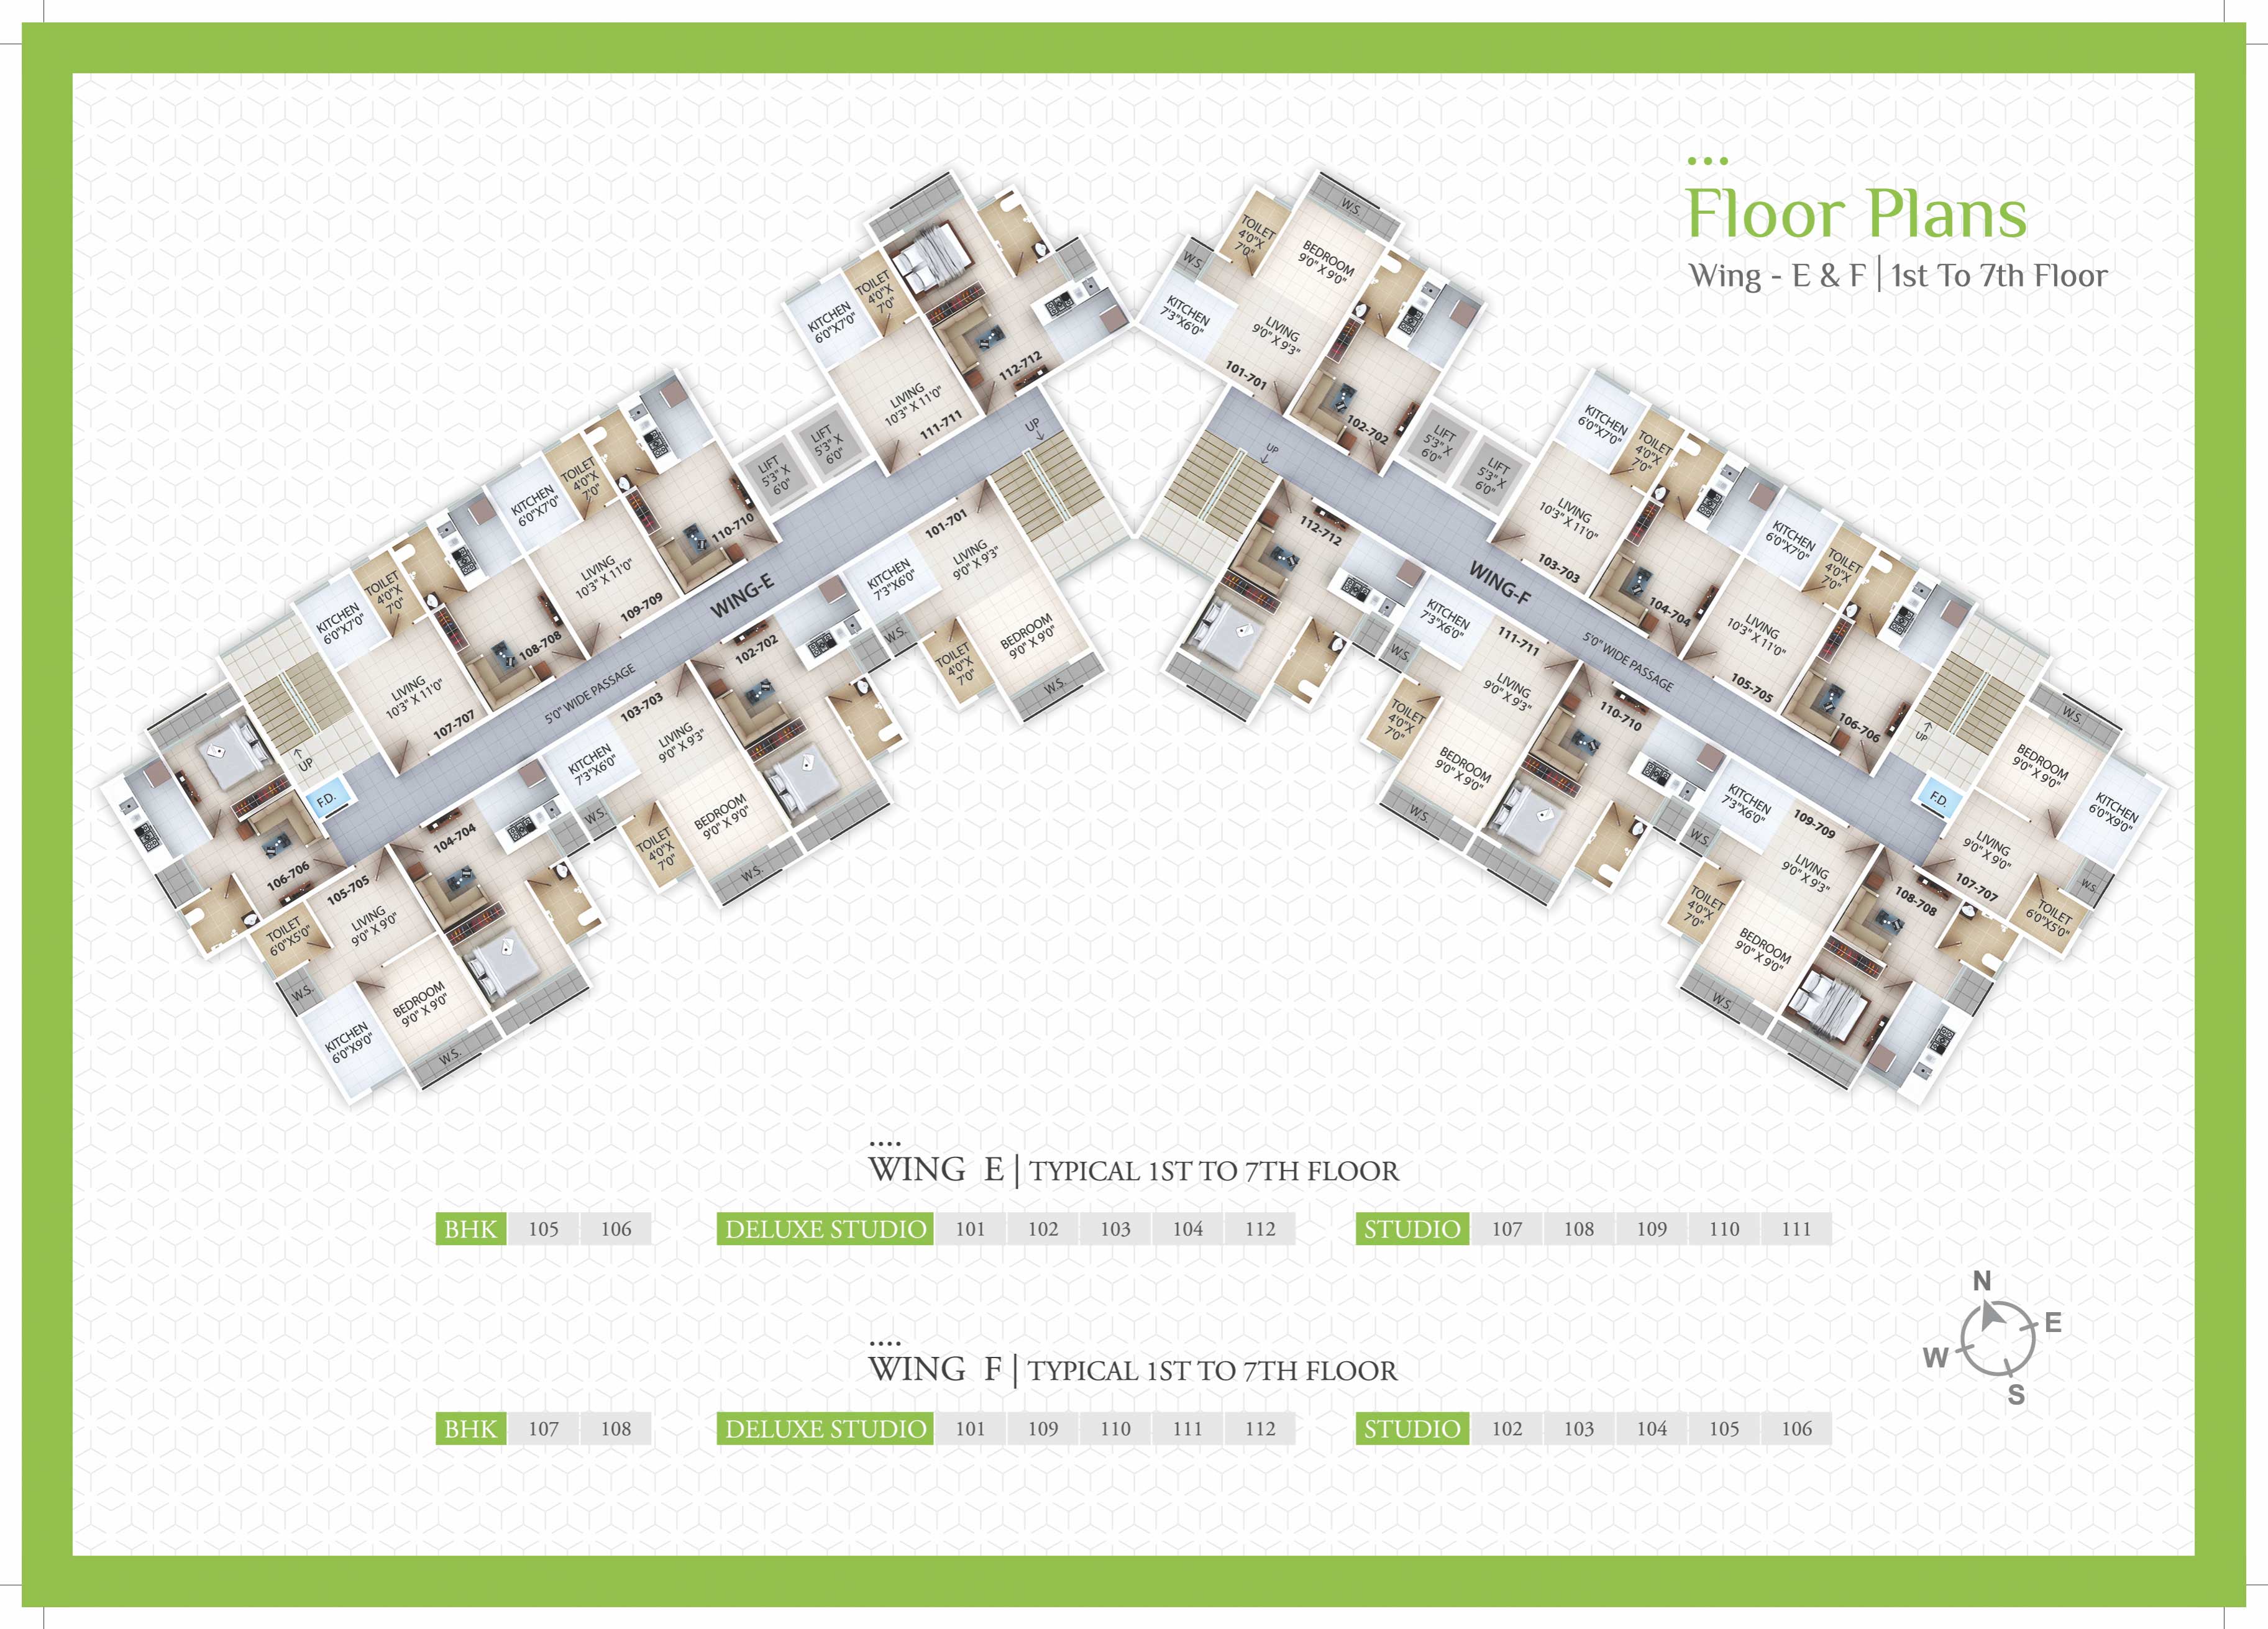 Floor Plans
Wing - E & F | 1st To 7th Floor
TOILET
4'0"X
7'0"
KITCHEN
6'0"X7'0"
LIVING
10'3" X 11'0"
111-711
112-712
UP
LIFT
5'3" X
6'0"
LIFT
5'3" X
6'0"
KITCHEN
6'0"X7'0"
TOILET
4'0"X
7'0"
LIVING
10'3" X 11'0"
109-709
110-710
KITCHEN
6'0"X7'0"
TOILET
4'0"X
7'0"
LIVING
10'3" X 11'0"
107-707
108-708
WING-E
5'0" WIDE PASSAGE
UP
F.D.
101-701
LIVING
9'0" X 9'3"
KITCHEN
7'3"X6'0"
W.S.
TOILET
4'0"X
7'0"
BEDROOM
9'0" X 9'0"
W.S.
102-702
103-703
LIVING
9'0" X 9'3"
KITCHEN
7'3"X6'0"
W.S.
TOILET
4'0"X
7'0"
BEDROOM
9'0" X 9'0"
W.S.
104-704
105-705
LIVING
9'0" X 9'0"
TOILET
6'0"X5'0"
W.S.
KITCHEN
6'0"X9'0"
BEDROOM
9'0" X 9'0"
W.S.
106-706
W.S.
TOILET
4'0"X
7'0"
BEDROOM
9'0" X 9'0"
W.S.
KITCHEN
7'3"X6'0"
LIVING
9'0" X 9'3"
101-701
102-702
UP
LIFT
5'3" X
6'0"
LIFT
5'3" X
6'0"
KITCHEN
6'0"X7'0"
TOILET
4'0"X
7'0"
LIVING
10'3" X 11'0"
103-703
104-704
KITCHEN
6'0"X7'0"
TOILET
4'0"X
7'0"
LIVING
10'3" X 11'0"
105-705
106-706
WING-F
5'0" WIDE PASSAGE
UP
F.D.
112-712
KITCHEN
7'3"X6'0"
W.S.
111-711
LIVING
9'0" X 9'3"
TOILET
4'0"X
7'0"
BEDROOM
9'0" X 9'0"
W.S.
110-710
KITCHEN
7'3"X6'0"
W.S.
109-709
LIVING
9'0" X 9'3"
TOILET
4'0"X
7'0"
BEDROOM
9'0" X 9'0"
W.S.
108-708
W.S.
BEDROOM
9'0" X 9'0"
KITCHEN
6'0"X9'0"
LIVING
9'0" X 9'0"
107-707
W.S.
TOILET
6'0"X5'0"
WING E | TYPICAL 1ST TO 7TH FLOOR
BHK 105 106 DELUXE STUDIO 101 102 103 104 112 STUDIO 107 108 109 110 111
WING F | TYPICAL 1ST TO 7TH FLOOR
BHK 107 108 DELUXE STUDIO 101 109 110 111 112 STUDIO 102 103 104 105 106
N
E
W
S